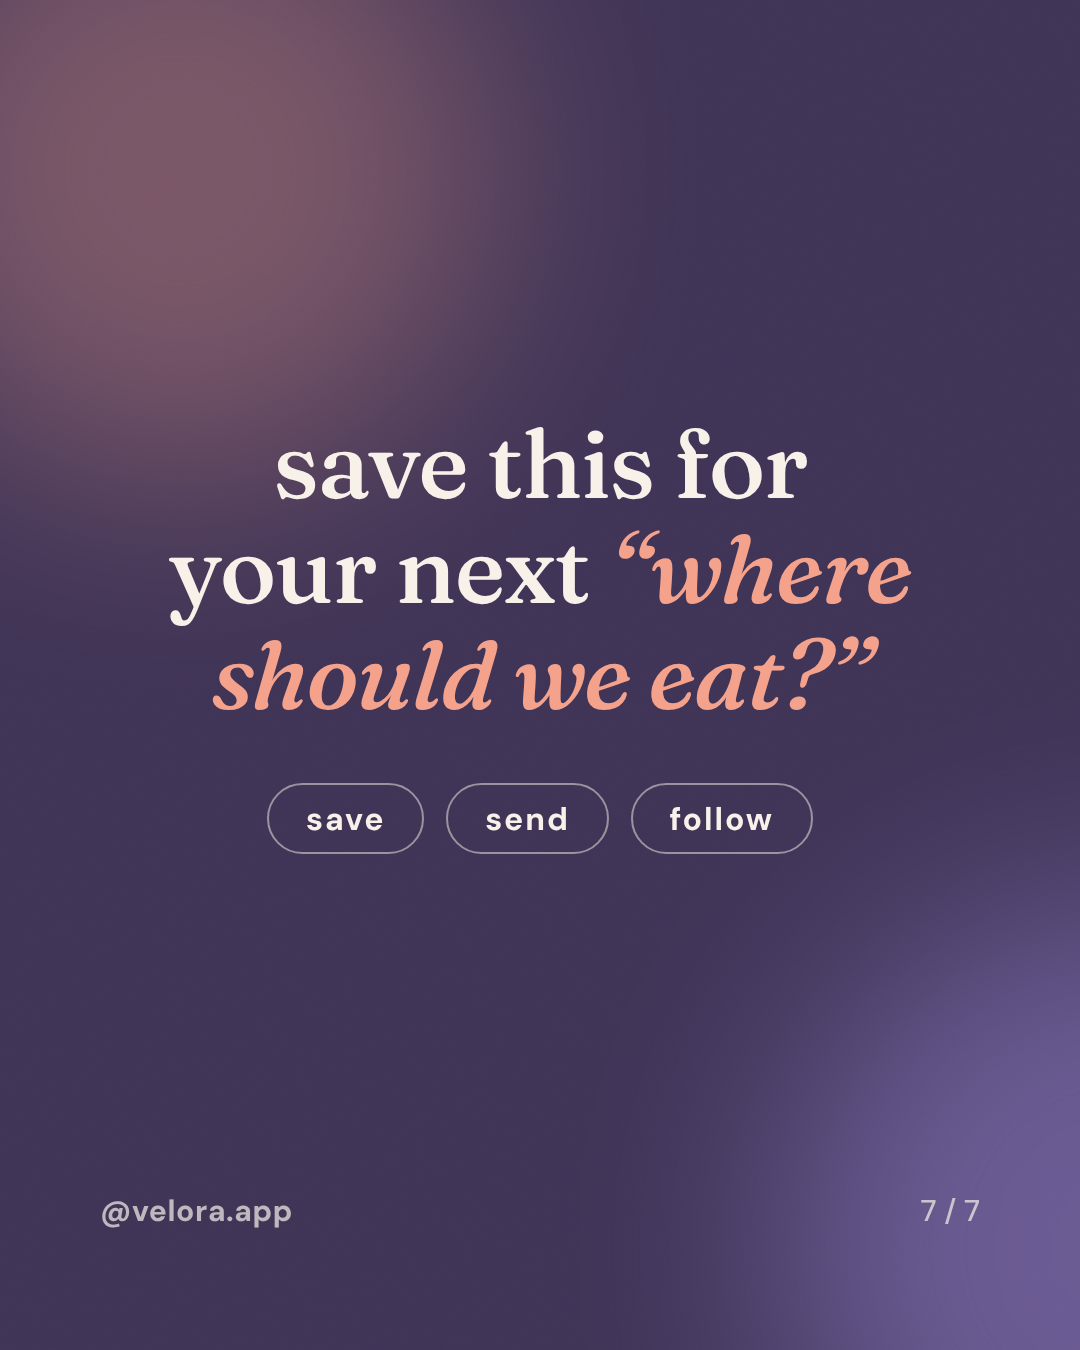 save this for
your next “where
should we eat?”
save send follow
@velora.app 7 / 7